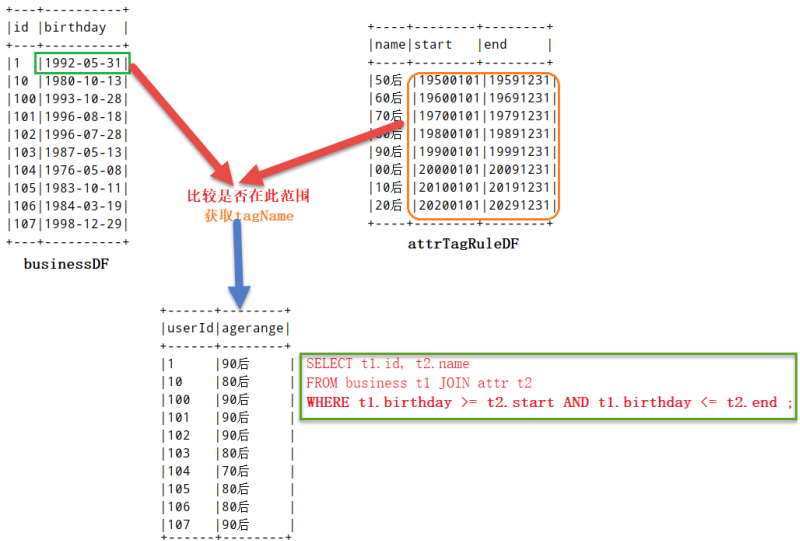 +---+----------+
|id |birthday  |
+---+----------+
|1  |1992-05-31|
|10 |1980-10-13|
|100|1993-10-28|
|101|1996-08-18|
|102|1996-07-28|
|103|1987-05-13|
|104|1976-05-08|
|105|1983-10-11|
|106|1984-03-19|
|107|1998-12-29|
+---+----------+
businessDF
+----+--------+--------+
|name|start   |end     |
+----+--------+--------+
|50后 |19500101|19591231|
|60后 |19600101|19691231|
|70后 |19700101|19791231|
|80后 |19800101|19891231|
|90后 |19900101|19991231|
|00后 |20000101|20091231|
|10后 |20100101|20191231|
|20后 |20200101|20291231|
+----+--------+--------+
attrTagRuleDF
比较是否在此范围
获取tagName
+------+--------+
|userId|agerange|
+------+--------+
|1     |90后     |
|10    |80后     |
|100   |90后     |
|101   |90后     |
|102   |90后     |
|103   |80后     |
|104   |70后     |
|105   |80后     |
|106   |80后     |
|107   |90后     |
+------+--------+
SELECT t1.id, t2.name
FROM business t1 JOIN attr t2
WHERE t1.birthday >= t2.start AND t1.birthday <= t2.end ;